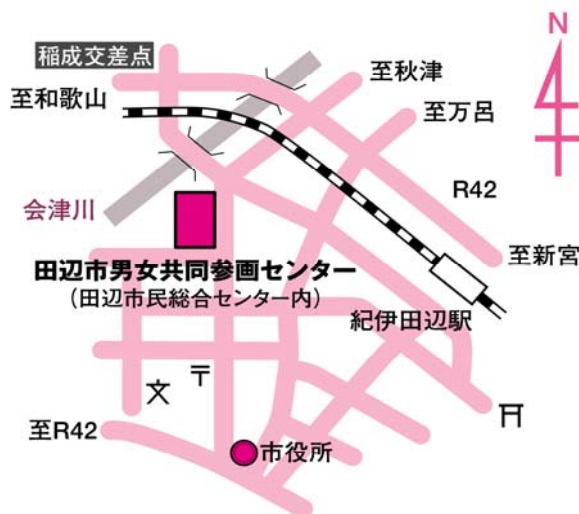 稲成交差点
至和歌山
至秋津
至万呂
N
R42
会津川
至新宮
田辺市男女共同参画センター
（田辺市民総合センター内）
紀伊田辺駅
〒
文
至R42
市役所